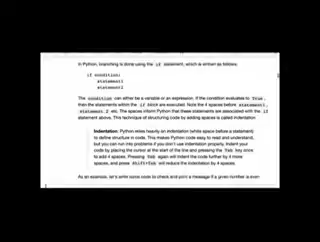 In Python, branching is done using the if statement, which is written as follows:
if condition:
statement1
statement2
The condition can either be a variable or an expression. If the condition evaluates to True,
then the statements within the if block are executed. Note the 4 spaces before statement1,
statement 2 etc. The spaces inform Python that these statements are associated with the if
statement above. This technique of structuring code by adding spaces is called indentation.
Indentation: Python relies heavily on indentation (white space before a statement)
to define structure in code. This makes Python code easy to read and understand,
but you can run into problems if you don't use indentation properly. Indent your
code by placing the cursor at the start of the line and pressing the Tab key once
to add 4 spaces. Pressing Tab again will indent the code further by 4 more
spaces, and press Shift+Tab will reduce the indentation by 4 spaces.
As an example, let's write some code to check and print a message if a given number is even